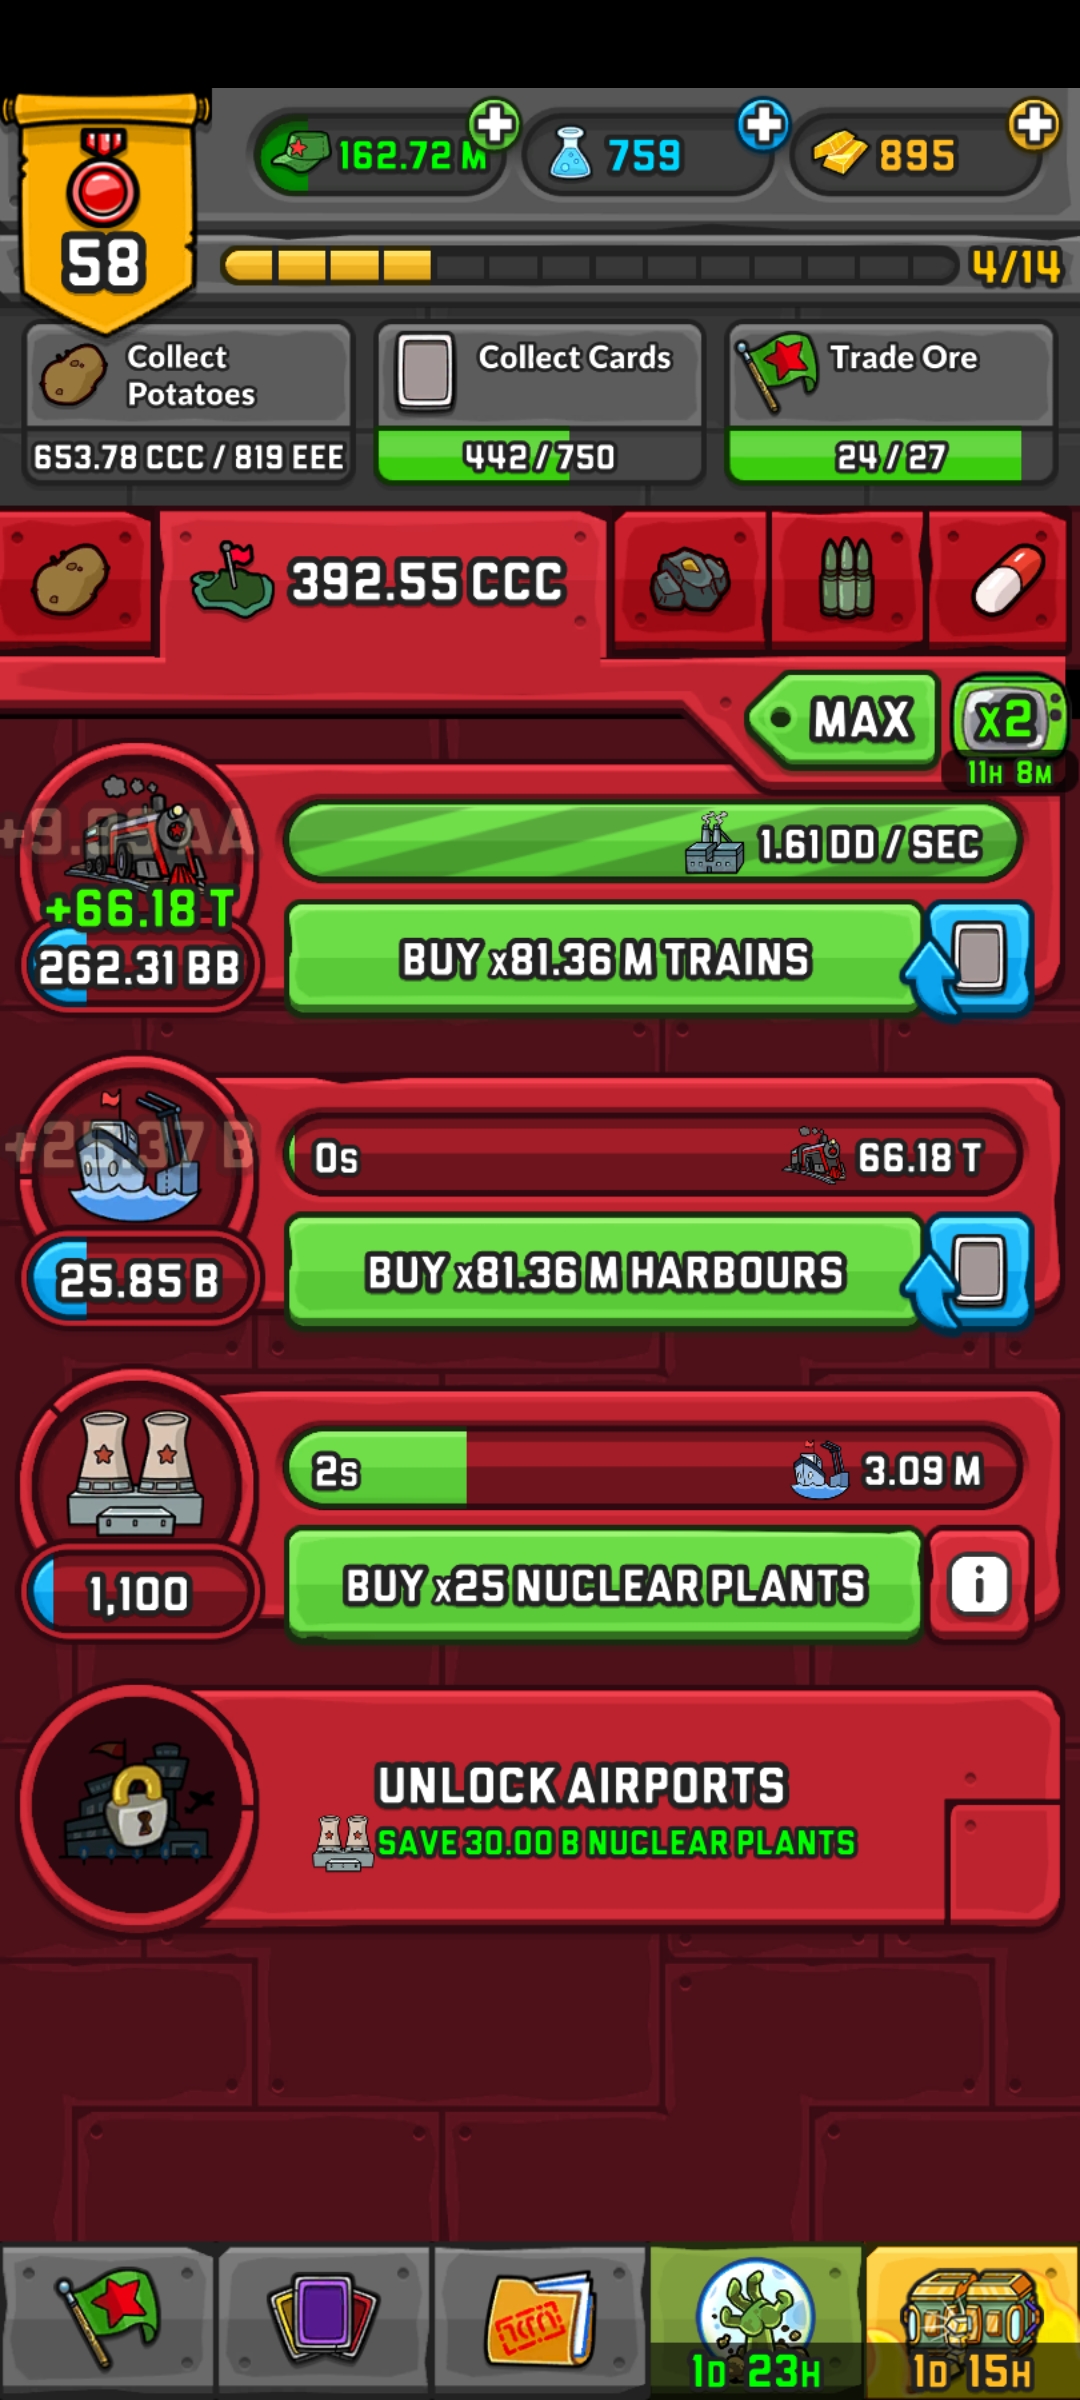 58
162.72 M
759
895
4/14
Collect
Potatoes
653.78 CCC / 819 EEE
Collect Cards
442/750
Trade Ore
24/27
392.55 CCC
MAX
x2
11H 8M
+66.18 T
262.31 BB
1.61 DD / SEC
BUY x81.36 M TRAINS
25.85 B
0s
66.18 T
BUY x81.36 M HARBOURS
1,100
2s
3.09 M
BUY x25 NUCLEAR PLANTS
i
UNLOCK AIRPORTS
SAVE 30.00 B NUCLEAR PLANTS
1D 23H
1D 15H